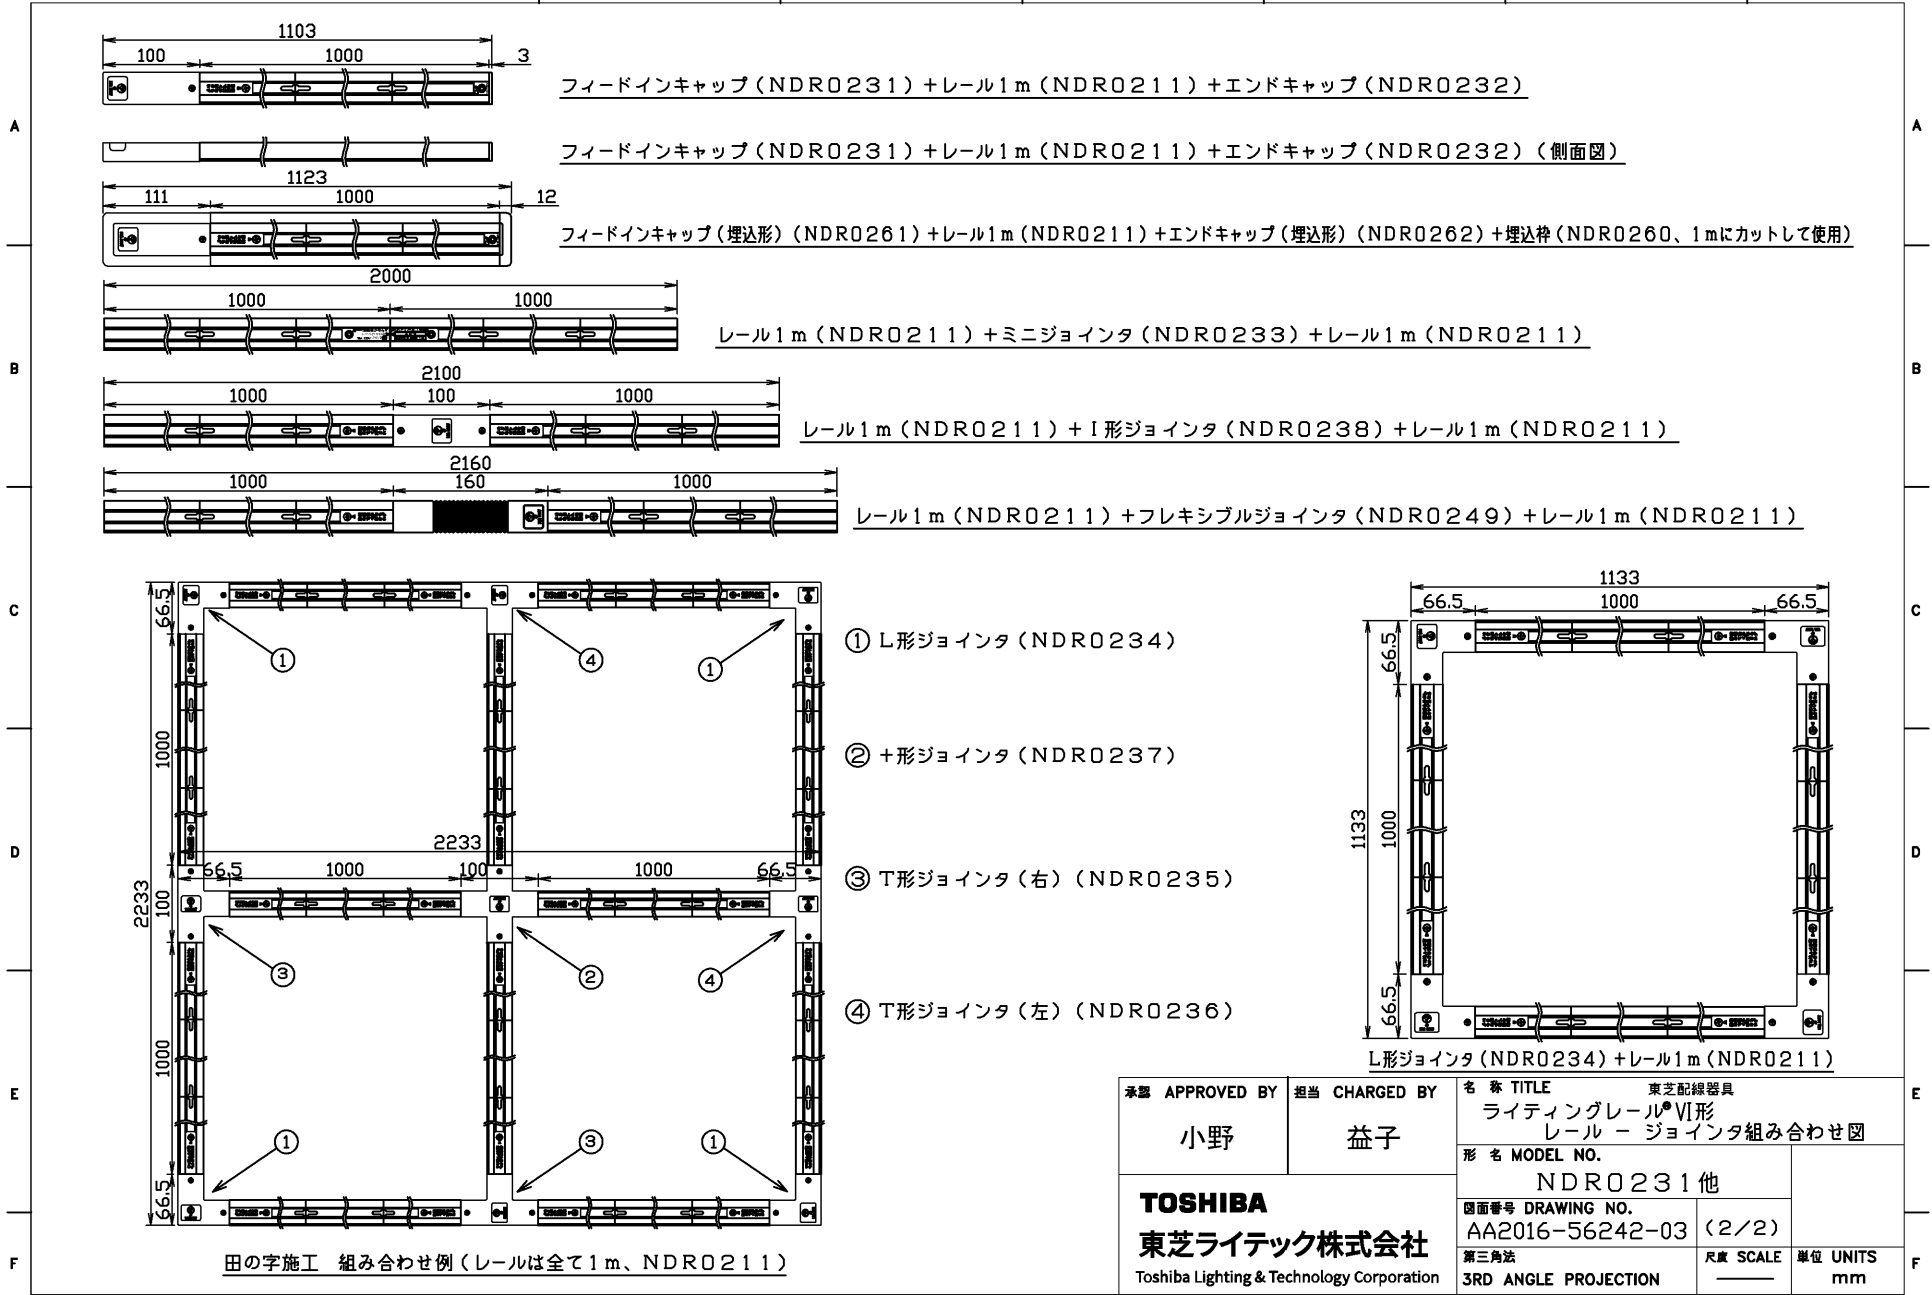 1103
100 1000 3
フィードインキャップ(NDR0231)+レール1m(NDR0211)+エンドキャップ(NDR0232)
A A
フィードインキャップ(NDR0231)+レール1m(NDR0211)+エンドキャップ(NDR0232)(側面図)
1123
111 1000 12
フィードインキャップ(埋込形)(NDR0261)+レール1m(NDR0211)+エンドキャップ(埋込形)(NDR0262)+埋込枠(NDR0260、1mにカットして使用)
2000
1000 1000
レール1m(NDR0211)+ミニジョインタ(NDR0233)+レール1m(NDR0211)
B B
2100
1000 100 1000
レール1m(NDR0211)+I形ジョインタ(NDR0238)+レール1m(NDR0211)
2160
1000 160 1000
レール1m(NDR0211)+フレキシブルジョインタ(NDR0249)+レール1m(NDR0211)
C C
66.5
1000
100
1000
66.5
2233
2233
66.5 1000 100 1000 66.5
① ④ ①
③ ② ④
① ③ ①
① L形ジョインタ(NDR0234)
② +形ジョインタ(NDR0237)
③ T形ジョインタ(右)(NDR0235)
④ T形ジョインタ(左)(NDR0236)
1133
66.5 1000 66.5
66.5
1000
66.5
1133
D D
L形ジョインタ(NDR0234)+レール1m(NDR0211)
E E
田の字施工 組み合わせ例(レールは全て1m、NDR0211)
F F
承認 APPROVED BY
小野
担当 CHARGED BY
益子
名 称 TITLE 東芝配線器具
ライティングレール®VI形
レール - ジョインタ組み合わせ図
形 名 MODEL NO.
NDR0231他
図面番号 DRAWING NO.
AA2016-56242-03 (2/2)
第三角法
3RD ANGLE PROJECTION
尺度 SCALE
単位 UNITS
mm
TOSHIBA
東芝ライテック株式会社
Toshiba Lighting & Technology Corporation